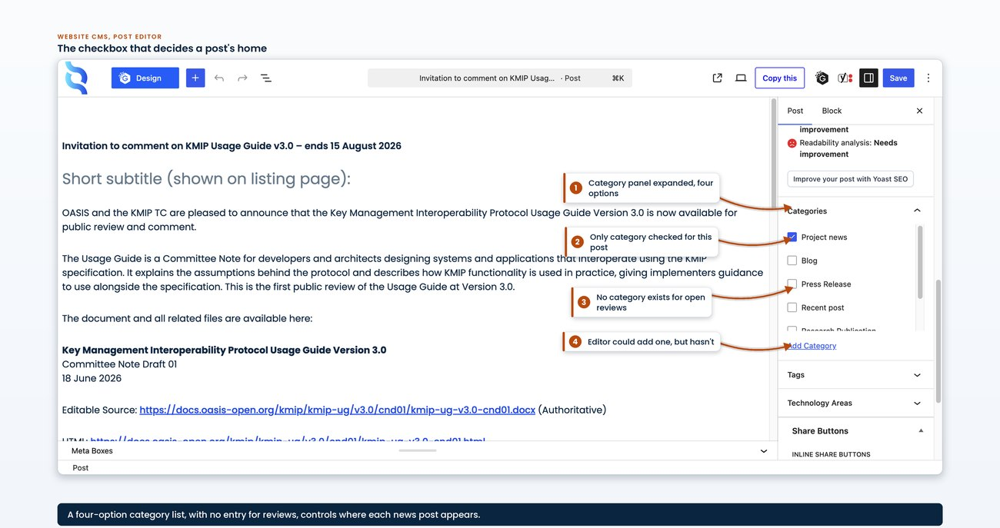 WEBSITE CMS, POST EDITOR
The checkbox that decides a post's home
Design
Invitation to comment on KMIP Usag... · Post
⌘K
Copy this
Save
Post
Block
improvement
Readability analysis: Needs
improvement
Improve your post with Yoast SEO
Invitation to comment on KMIP Usage Guide v3.0 – ends 15 August 2026
Short subtitle (shown on listing page):
OASIS and the KMIP TC are pleased to announce that the Key Management Interoperability Protocol Usage Guide Version 3.0 is now available for
public review and comment.
The Usage Guide is a Committee Note for developers and architects designing systems and applications that interoperate using the KMIP
specification. It explains the assumptions behind the protocol and describes how KMIP functionality is used in practice, giving implementers guidance
to use alongside the specification. This is the first public review of the Usage Guide at Version 3.0.
The document and all related files are available here:
Key Management Interoperability Protocol Usage Guide Version 3.0
Committee Note Draft 01
18 June 2026
Editable Source: https://docs.oasis-open.org/kmip/kmip-ug/v3.0/cnd01/kmip-ug-v3.0-cnd01.docx (Authoritative)
HTML: https://docs.oasis-open.org/kmip/kmip-ug/v3.0/cnd01/kmip-ug-v3.0-cnd01.html
1
Category panel expanded, four
options
2
Only category checked for this
post
3
No category exists for open
reviews
4
Editor could add one, but hasn't
Categories
Project news
Blog
Press Release
Recent post
Research Publication
Add Category
Tags
Technology Areas
Share Buttons
INLINE SHARE BUTTONS
Meta Boxes
Post
A four-option category list, with no entry for reviews, controls where each news post appears.